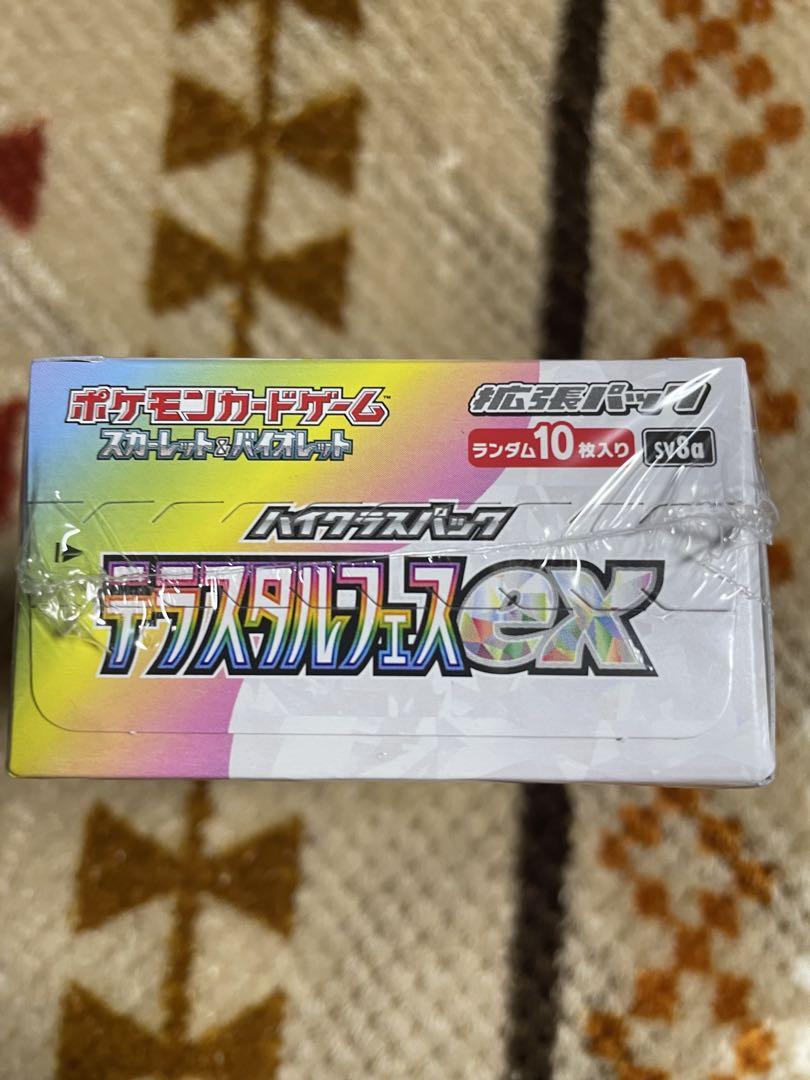 ポケモンカードゲーム™
スカーレット&バイオレット
拡張パック
ランダム10枚入り sv8a
ハイクラスパック
テラスタルフェスex